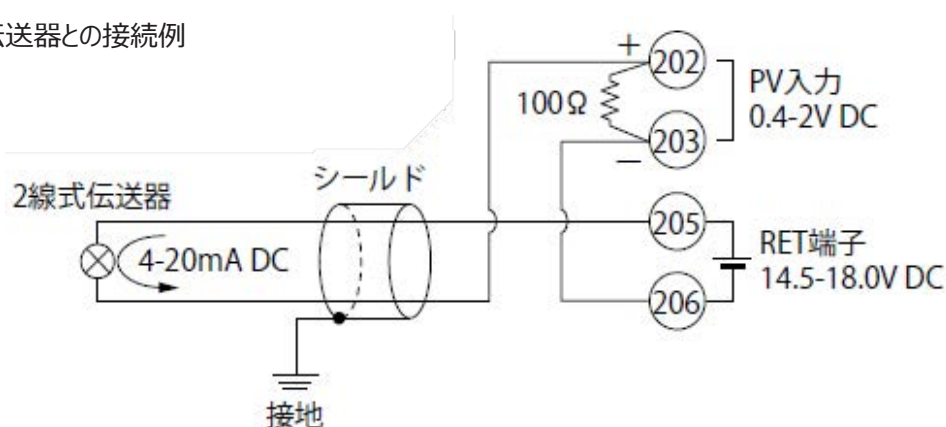 送器との接続例
+
202
100Ω
PV入力
0.4-2V DC
203
−
シールド
2線式伝送器
4-20mA DC
205
RET端子
14.5-18.0V DC
206
接地